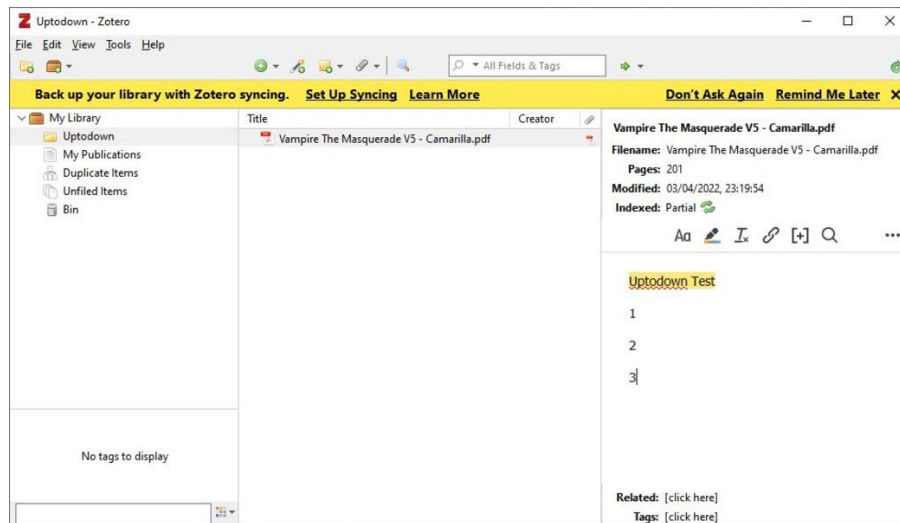 Uptodown - Zotero
File Edit View Tools Help
All Fields & Tags
Back up your library with Zotero syncing. Set Up Syncing Learn More Don't Ask Again Remind Me Later
My Library
Uptodown
My Publications
Duplicate Items
Unfiled Items
Bin
Title Creator
Vampire The Masquerade V5 - Camarilla.pdf
Vampire The Masquerade V5 - Camarilla.pdf
Filename: Vampire The Masquerade V5 - Camarilla.pdf
Pages: 201
Modified: 03/04/2022, 23:19:54
Indexed: Partial
Aa
Uptodown Test
1
2
3
No tags to display
Related: [click here]
Tags: [click here]